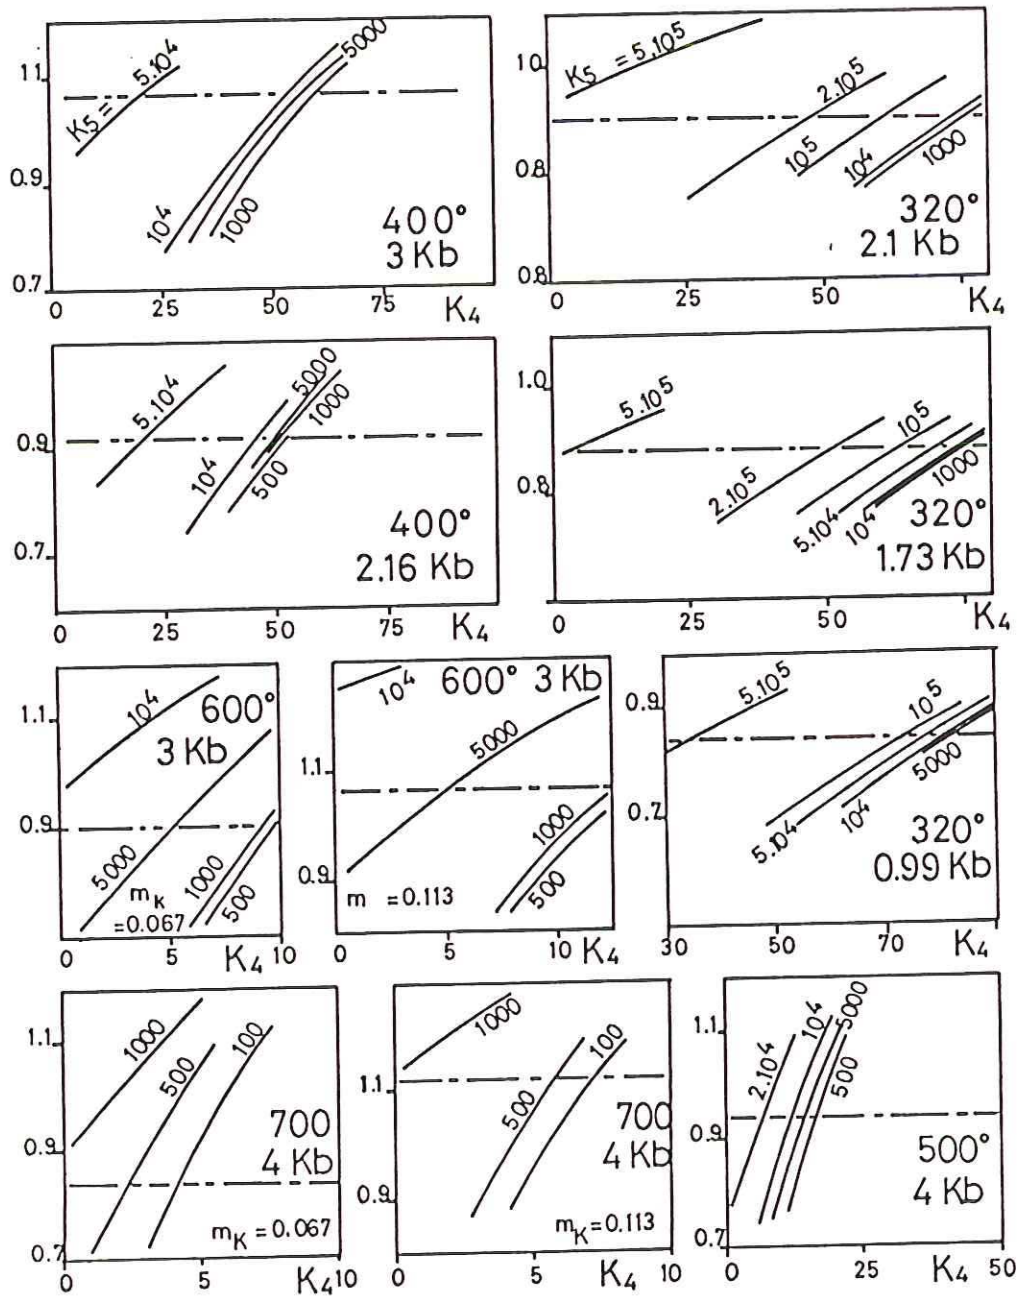 1.1
0.9
0.7
K5 = 5.10⁴
5000
10⁴
1000
400°
3 Kb
0 25 50 75 K4
1.0
0.8
0.8
K5 = 5.10⁵
2.10⁵
10⁵
10⁴
1000
320°
2.1 Kb
0 25 50 K4
0.9
0.7
5.10⁴
10⁴
5000
1000
500
400°
2.16 Kb
0 25 50 75 K4
1.0
0.8
5.10⁵
2.10⁵
10⁵
5.10⁴
10⁴
1000
320°
1.73 Kb
0 25 50 K4
1.1
0.9
10⁴
600°
3 Kb
5000
1000
500
mK
=0.067
0 5 K4 10
1.1
0.9
10⁴
600° 3 Kb
5000
1000
500
m =0.113
0 5 10 K4
0.9
0.7
5.10⁵
10⁵
5000
5.10⁴
10⁴
320°
0.99 Kb
30 50 70 K4
1.1
0.9
0.7
1000
500
100
700
4 Kb
mK =0.067
0 5 K4 10
1.1
0.9
1000
500
100
700
4 Kb
mK =0.113
0 5 K4 10
1.1
0.9
0.7
2.10⁴
10⁴
5000
500
500°
4 Kb
0 25 K4 50